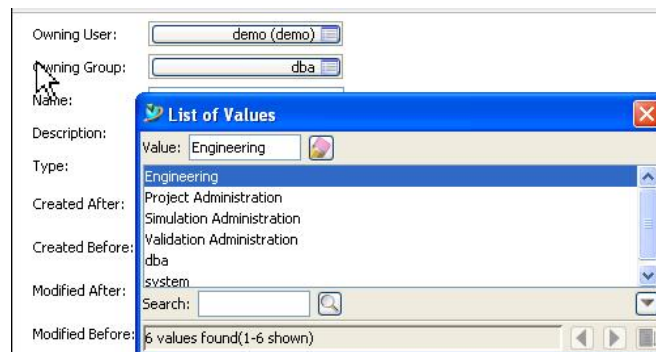 Owning User: demo (demo)
Owning Group: dba
Name:
Description:
Type:
Created After:
Created Before:
Modified After:
Modified Before:
List of Values
Value: Engineering
Engineering
Project Administration
Simulation Administration
Validation Administration
dba
system
Search:
6 values found(1-6 shown)